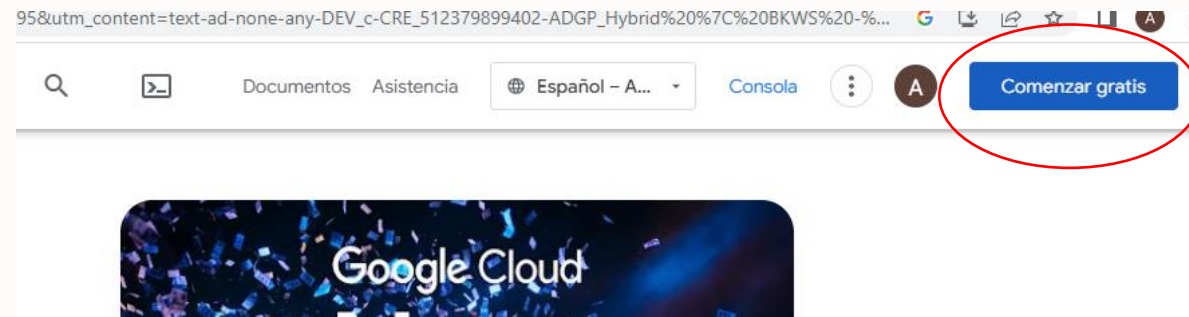 95&utm_content=text-ad-none-any-DEV_c-CRE_512379899402-ADGP_Hybrid%20%7C%20BKWS%20-%...
A
Documentos Asistencia Español – A... Consola A Comenzar gratis
Google Cloud